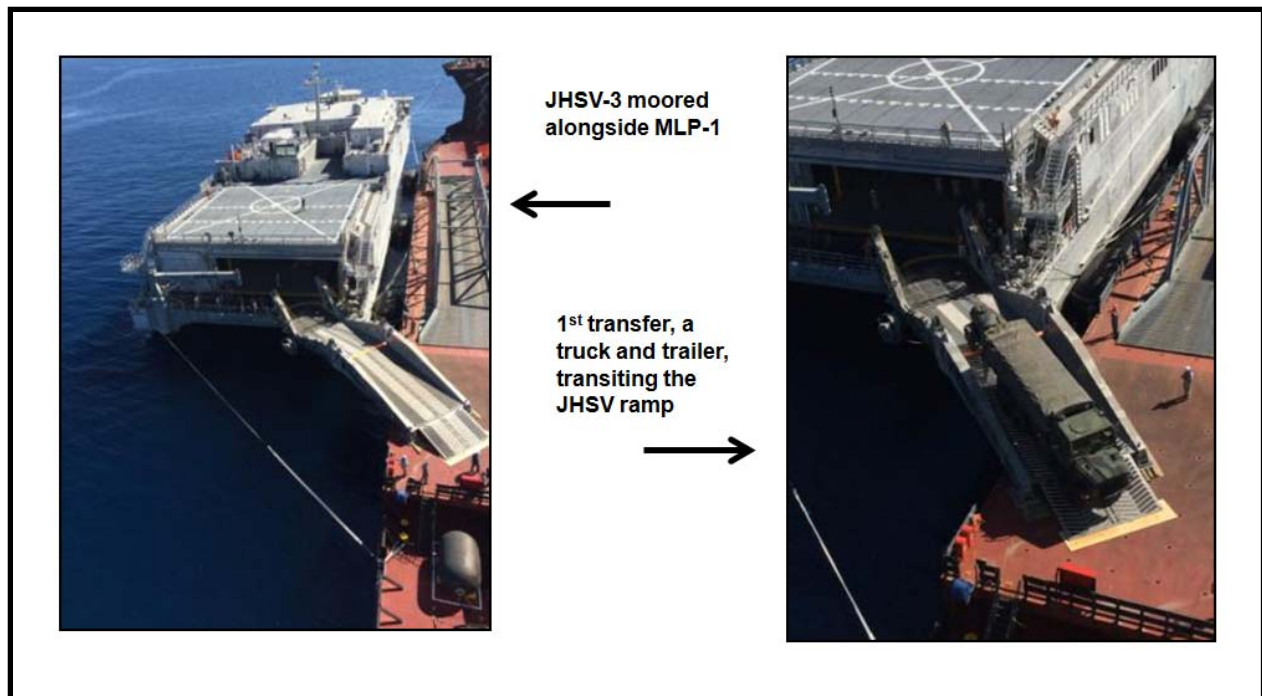 JHSV-3 moored
alongside MLP-1
1st transfer, a
truck and trailer,
transiting the
JHSV ramp